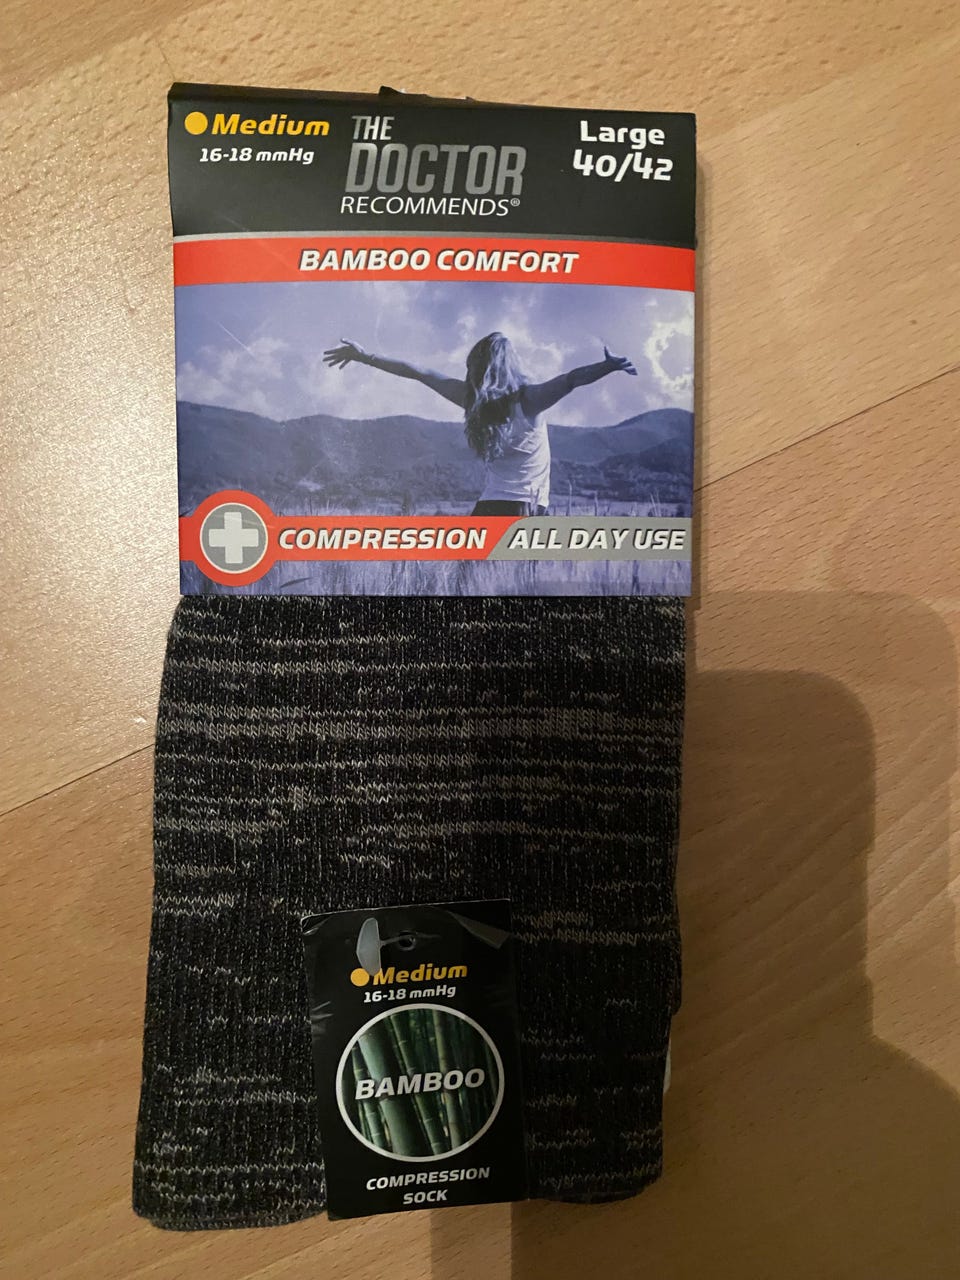 Medium
16-18 mmHg
THE
DOCTOR
RECOMMENDS®
Large
40/42
BAMBOO COMFORT
COMPRESSION ALL DAY USE
Medium
16-18 mmHg
BAMBOO
COMPRESSION
SOCK